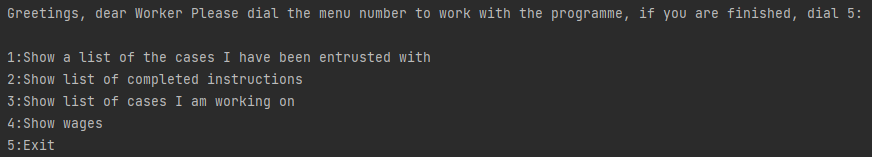 Greetings, dear Worker Please dial the menu number to work with the programme, if you are finished, dial 5:
1:Show a list of the cases I have been entrusted with
2:Show list of completed instructions
3:Show list of cases I am working on
4:Show wages
5:Exit